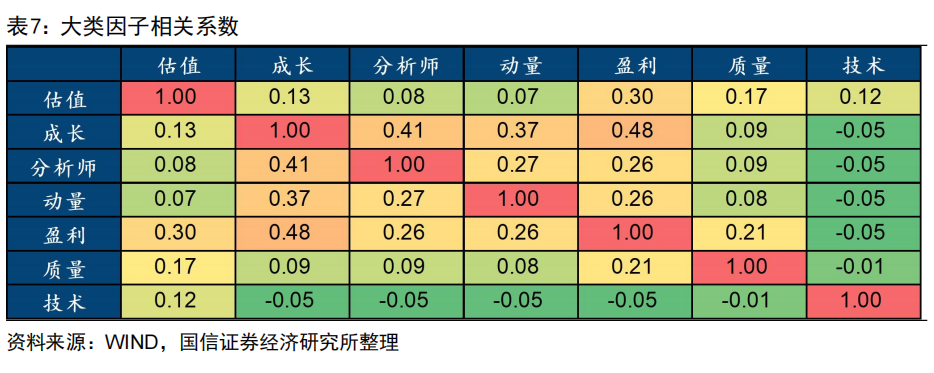 表7：大类因子相关系数
估值 成长 分析师 动量 盈利 质量 技术
估值 1.00 0.13 0.08 0.07 0.30 0.17 0.12
成长 0.13 1.00 0.41 0.37 0.48 0.09 -0.05
分析师 0.08 0.41 1.00 0.27 0.26 0.09 -0.05
动量 0.07 0.37 0.27 1.00 0.26 0.08 -0.05
盈利 0.30 0.48 0.26 0.26 1.00 0.21 -0.05
质量 0.17 0.09 0.09 0.08 0.21 1.00 -0.01
技术 0.12 -0.05 -0.05 -0.05 -0.05 -0.01 1.00
资料来源：WIND，国信证券经济研究所整理